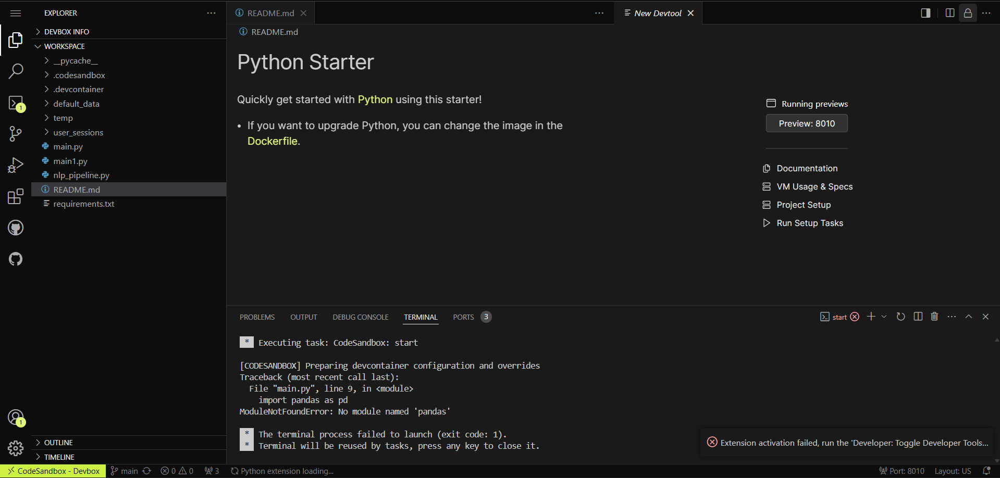 EXPLORER
README.md
New Devtool
DEVBOX INFO
WORKSPACE
__pycache__
.codesandbox
.devcontainer
default_data
temp
user_sessions
main.py
main1.py
nlp_pipeline.py
README.md
requirements.txt
OUTLINE
TIMELINE
1
1
README.md
Python Starter
Quickly get started with Python using this starter!
• If you want to upgrade Python, you can change the image in the
Dockerfile.
Running previews
Preview: 8010
Documentation
VM Usage & Specs
Project Setup
Run Setup Tasks
PROBLEMS OUTPUT DEBUG CONSOLE TERMINAL PORTS 3
start
* Executing task: CodeSandbox: start
[CODESANDBOX] Preparing devcontainer configuration and overrides
Traceback (most recent call last):
File "main.py", line 9, in <module>
import pandas as pd
ModuleNotFoundError: No module named 'pandas'
* The terminal process failed to launch (exit code: 1).
* Terminal will be reused by tasks, press any key to close it.
Extension activation failed, run the 'Developer: Toggle Developer Tools...
CodeSandbox - Devbox main 0 0 3 Python extension loading... Port: 8010 Layout: US